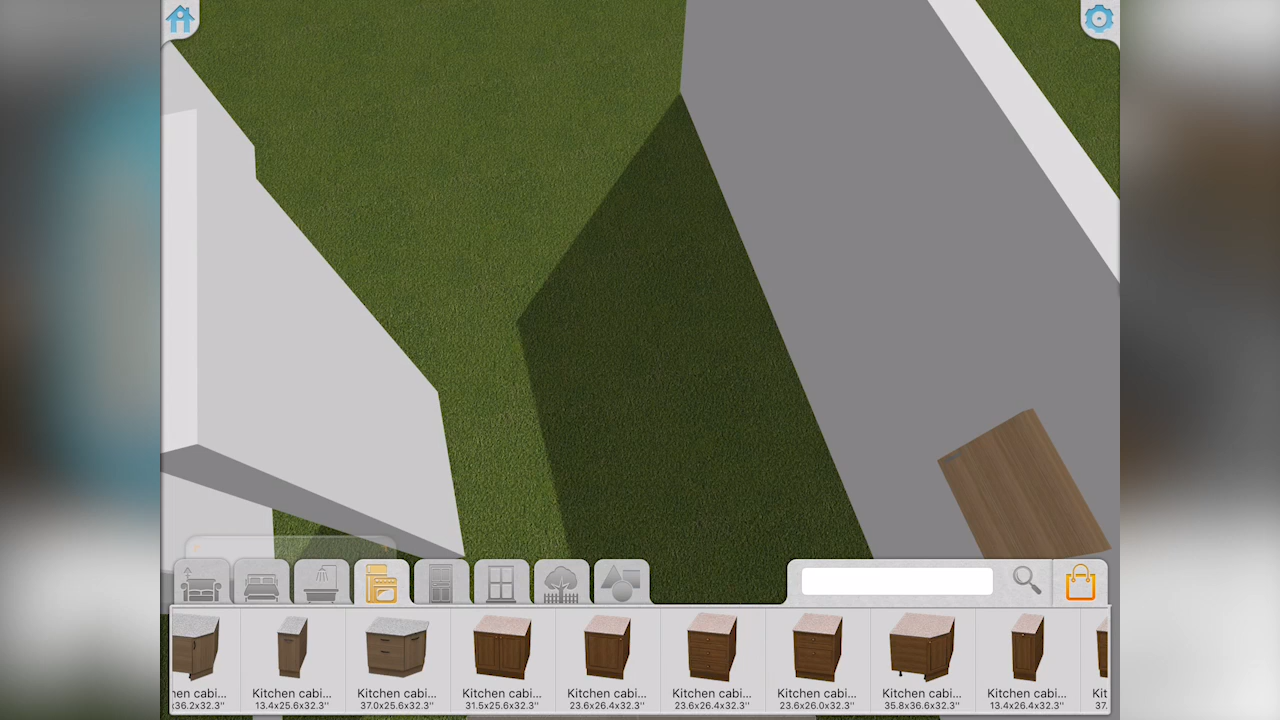 nen cabi...
36.2x32.3"
Kitchen cabi...
13.4x25.6x32.3"
Kitchen cabi...
37.0x25.6x32.3"
Kitchen cabi...
31.5x25.6x32.3"
Kitchen cabi...
23.6x26.4x32.3"
Kitchen cabi...
23.6x26.4x32.3"
Kitchen cabi...
23.6x26.0x32.3"
Kitchen cabi...
35.8x36.6x32.3"
Kitchen cabi...
13.4x26.4x32.3"
Kit
37.